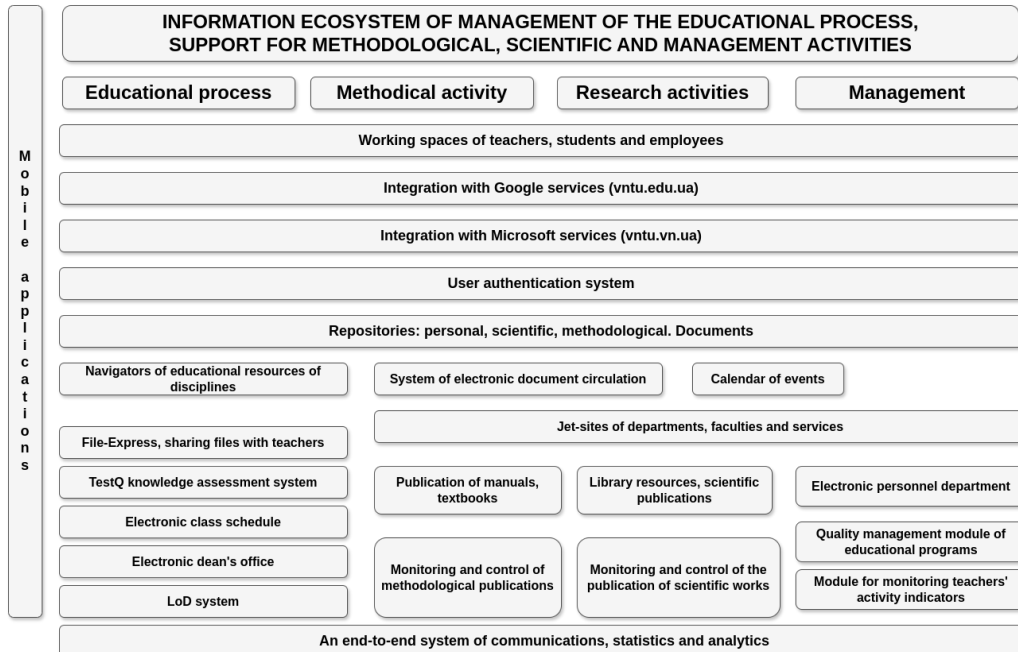 INFORMATION ECOSYSTEM OF MANAGEMENT OF THE EDUCATIONAL PROCESS,
SUPPORT FOR METHODOLOGICAL, SCIENTIFIC AND MANAGEMENT ACTIVITIES
Mobile applications
Educational process
Methodical activity
Research activities
Management
Working spaces of teachers, students and employees
Integration with Google services (vntu.edu.ua)
Integration with Microsoft services (vntu.vn.ua)
User authentication system
Repositories: personal, scientific, methodological. Documents
Navigators of educational resources of
disciplines
System of electronic document circulation
Calendar of events
Jet-sites of departments, faculties and services
File-Express, sharing files with teachers
TestQ knowledge assessment system
Electronic class schedule
Electronic dean's office
LoD system
Publication of manuals,
textbooks
Library resources, scientific
publications
Electronic personnel department
Monitoring and control of
methodological publications
Monitoring and control of the
publication of scientific works
Quality management module of
educational programs
Module for monitoring teachers'
activity indicators
An end-to-end system of communications, statistics and analytics